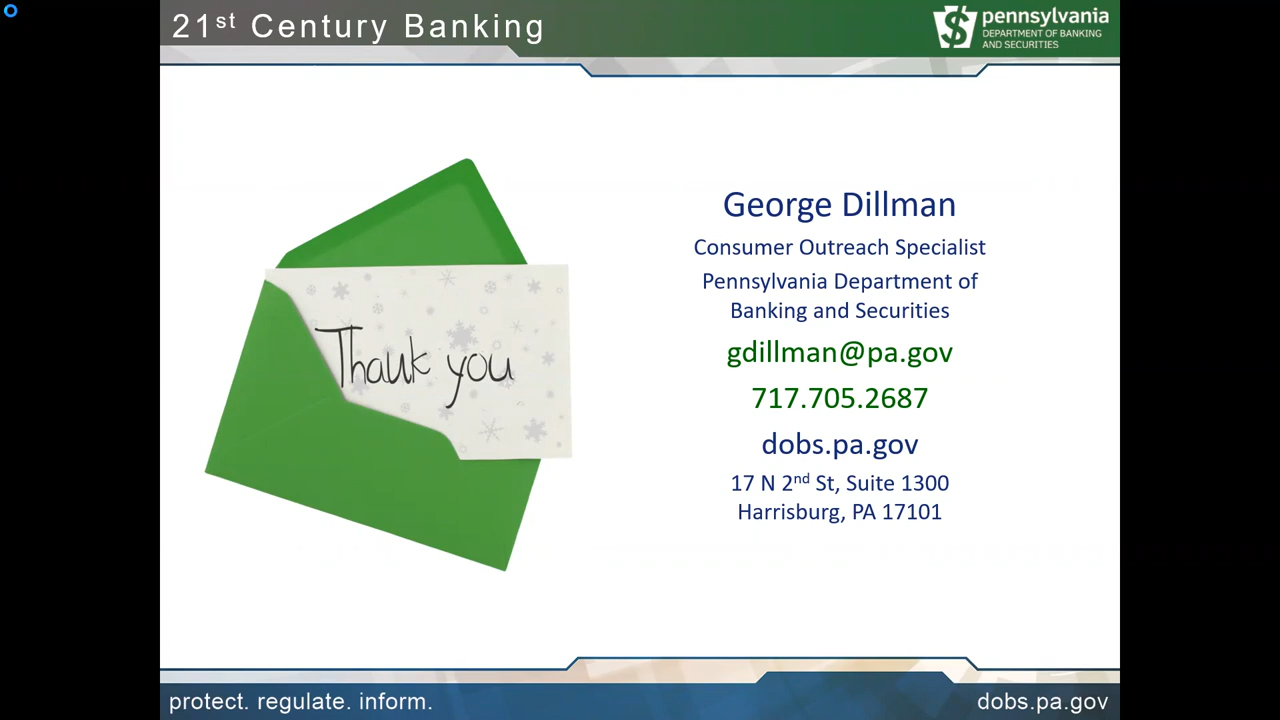 21st Century Banking
pennsylvania
DEPARTMENT OF BANKING
AND SECURITIES
Thank you
George Dillman
Consumer Outreach Specialist
Pennsylvania Department of
Banking and Securities
gdillman@pa.gov
717.705.2687
dobs.pa.gov
17 N 2nd St, Suite 1300
Harrisburg, PA 17101
protect. regulate. inform.
dobs.pa.gov